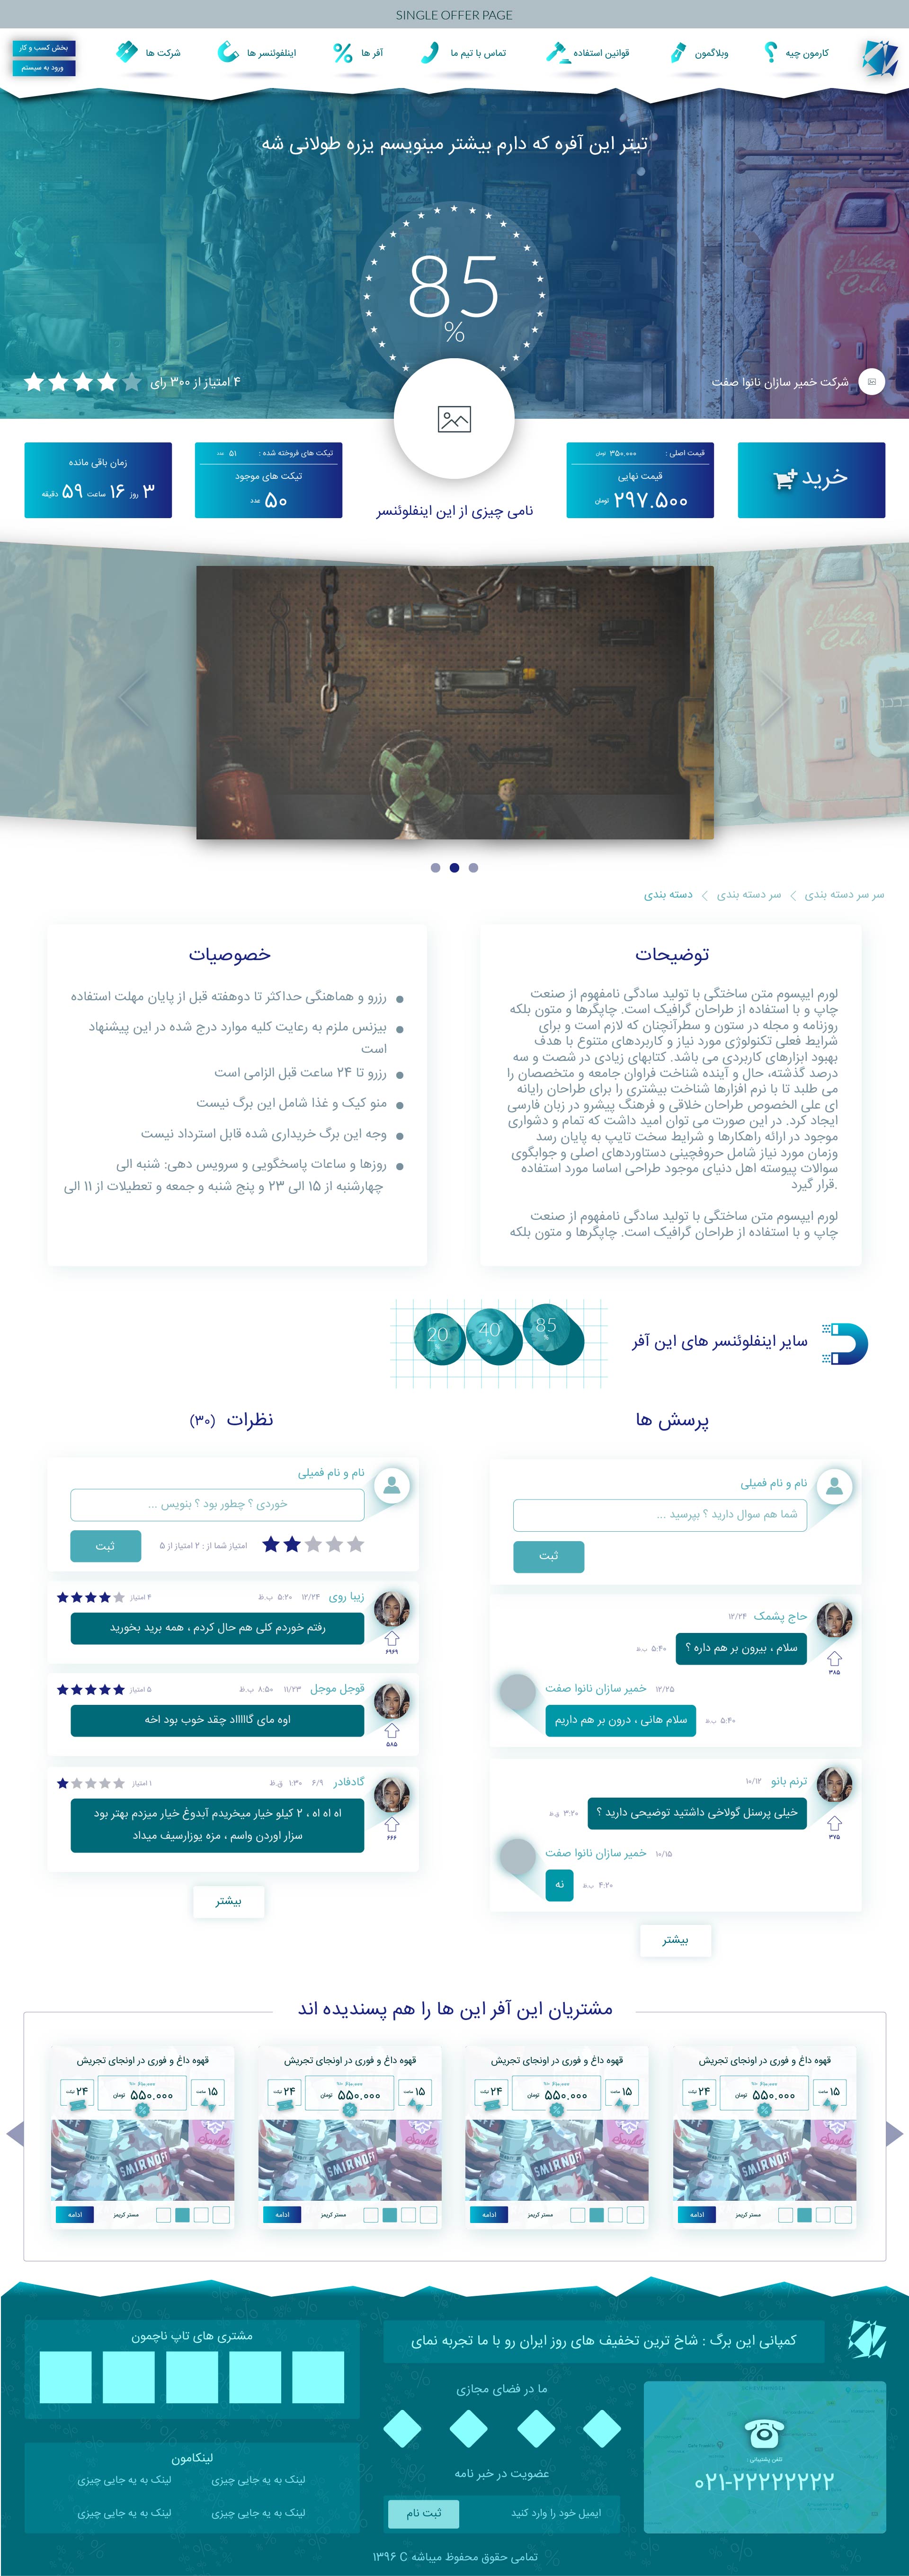 SINGLE OFFER PAGE
کارمون چیه
وبلاگمون
قوانین استفاده
تماس با تیم ما
آفر ها
اینلفوئنسر ها
شرکت ها
بخش کسب و کار
ورود به سیستم
تیتر این آفره که دارم بیشتر مینویسم یزره طولانی شه
85
%
Nuka
Cola
شرکت خمیر سازان نانوا صفت
۴ امتیاز از ۳۰۰ رای
خرید
قیمت اصلی : ۳۵۰.۰۰۰ تومان
قیمت نهایی
۲۹۷.۵۰۰ تومان
نامی چیزی از این اینفلوئنسر
تیکت های فروخته شده : ۵۱ عدد
تیکت های موجود
۵۰ عدد
زمان باقی مانده
۳ روز ۱۶ ساعت ۵۹ دقیقه
Nuka
Cola
سر سر دسته بندی
سر دسته بندی
دسته بندی
توضیحات
لورم ایپسوم متن ساختگی با تولید سادگی نامفهوم از صنعت
چاپ و با استفاده از طراحان گرافیک است. چاپگرها و متون بلکه
روزنامه و مجله در ستون و سطرآنچنان که لازم است و برای
شرایط فعلی تکنولوژی مورد نیاز و کاربردهای متنوع با هدف
بهبود ابزارهای کاربردی می باشد. کتابهای زیادی در شصت و سه
درصد گذشته، حال و آینده شناخت فراوان جامعه و متخصصان را
می طلبد تا با نرم افزارها شناخت بیشتری را برای طراحان رایانه
ای علی الخصوص طراحان خلاقی و فرهنگ پیشرو در زبان فارسی
ایجاد کرد. در این صورت می توان امید داشت که تمام و دشواری
موجود در ارائه راهکارها و شرایط سخت تایپ به پایان رسد
وزمان مورد نیاز شامل حروفچینی دستاوردهای اصلی و جوابگوی
سوالات پیوسته اهل دنیای موجود طراحی اساسا مورد استفاده
.قرار گیرد
لورم ایپسوم متن ساختگی با تولید سادگی نامفهوم از صنعت
چاپ و با استفاده از طراحان گرافیک است. چاپگرها و متون بلکه
خصوصیات
رزرو و هماهنگی حداکثر تا دوهفته قبل از پایان مهلت استفاده
بیزنس ملزم به رعایت کلیه موارد درج شده در این پیشنهاد
است
رزرو تا ۲۴ ساعت قبل الزامی است
منو کیک و غذا شامل این برگ نیست
وجه این برگ خریداری شده قابل استرداد نیست
روزها و ساعات پاسخگویی و سرویس دهی: شنبه الی
چهارشنبه از ۱۵ الی ۲۳ و پنج شنبه و جمعه و تعطیلات از ۱۱ الی
سایر اینفلوئنسر های این آفر
85
40
20
پرسش ها
نام و نام فمیلی
شما هم سوال دارید ؟ بپرسید ...
ثبت
حاج پشمک ۱۲/۲۴
سلام ، بیرون بر هم داره ؟
۵:۴۰ ب.ظ
۳۸۵
خمیر سازان نانوا صفت ۱۲/۲۵
سلام هانی ، درون بر هم داریم
۵:۴۰ ب.ظ
ترنم بانو ۱۰/۱۲
خیلی پرسنل گولاخی داشتید توضیحی دارید ؟
۳:۲۰ ق.ظ
۳۷۵
خمیر سازان نانوا صفت ۱۰/۱۵
نه
۴:۲۰ ب.ظ
بیشتر
نظرات (۳۰)
نام و نام فمیلی
خوردی ؟ چطور بود ؟ بنویس ...
امتیاز شما از : ۲ امتیاز از ۵
ثبت
زیبا روی ۱۲/۲۴ ۵:۲۰ ب.ظ
۴ امتیاز
رفتم خوردم کلی هم حال کردم ، همه برید بخورید
۶۹۶۹
قوجل موجل ۱۱/۲۳ ۸:۵۰ ب.ظ
۵ امتیاز
اوه مای گااااد چقد خوب بود اخه
۵۸۵
گادفادر ۶/۹ ۱:۳۰ ق.ظ
۱ امتیاز
اه اه اه ، ۲ کیلو خیار میخریدم آبدوغ خیار میزدم بهتر بود
سزار اوردن واسم ، مزه یوزارسیف میداد
۶۶۶
بیشتر
مشتریان این آفر این ها را هم پسندیده اند
قهوه داغ و فوری در اونجای تجریش
۱۵ ساعت
۵۵۰.۰۰۰ تومان
۲۴
SMIRNOFF
مستر کریمز
ادامه
قهوه داغ و فوری در اونجای تجریش
۱۵ ساعت
۵۵۰.۰۰۰ تومان
۲۴
SMIRNOFF
مستر کریمز
ادامه
قهوه داغ و فوری در اونجای تجریش
۱۵ ساعت
۵۵۰.۰۰۰ تومان
۲۴
SMIRNOFF
مستر کریمز
ادامه
قهوه داغ و فوری در اونجای تجریش
۱۵ ساعت
۵۵۰.۰۰۰ تومان
۲۴
SMIRNOFF
مستر کریمز
ادامه
کمپانی این برگ : شاخ ترین تخفیف های روز ایران رو با ما تجربه نمای
مشتری های تاپ ناچمون
ما در فضای مجازی
تلفن پشتیبانی :
۰۲۱-۲۲۲۲۲۲۲۲
لینکامون
لینک به یه جایی چیزی
لینک به یه جایی چیزی
لینک به یه جایی چیزی
لینک به یه جایی چیزی
عضویت در خبر نامه
ایمیل خود را وارد کنید
ثبت نام
تمامی حقوق محفوظ میباشه C ۱۳۹۶